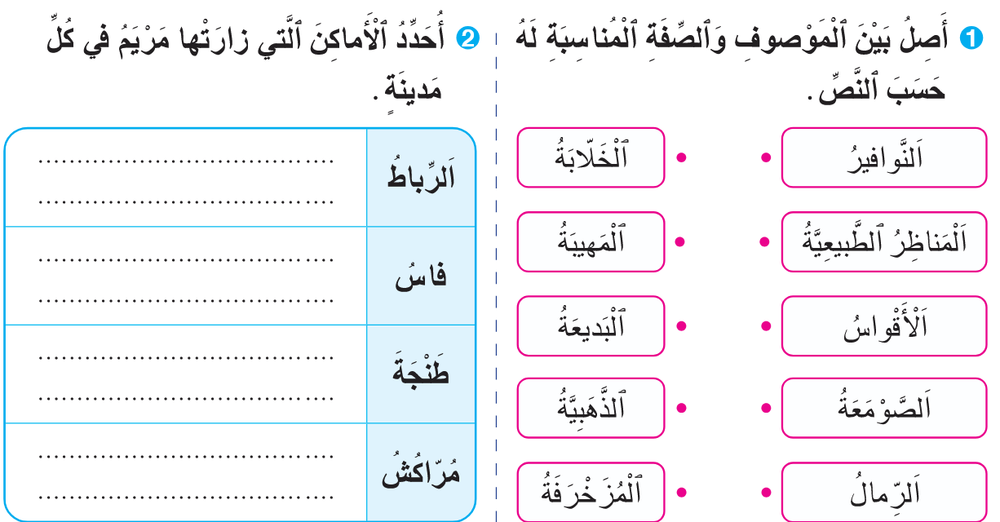 1 أَصِلُ بَيْنَ ٱلْمَوْصوفِ وَٱلصِّفَةِ ٱلْمُناسِبَةِ لَهُ
حَسَبَ ٱلنَّصِّ.
اَلنَّوافيرُ
ٱلْخَلّابَةُ
اَلْمَناظِرُ ٱلطَّبيعِيَّةُ
ٱلْمَهيبَةُ
اَلْأَقْواسُ
ٱلْبَديعَةُ
اَلصَّوْمَعَةُ
ٱلذَّهَبِيَّةُ
اَلرِّمالُ
ٱلْمُزَخْرَفَةُ
2 أُحَدِّدُ ٱلْأَماكِنَ ٱلَّتي زارَتْها مَرْيَمُ في كُلِّ
مَدينَةٍ.
اَلرِّباطُ
فاسُ
طَنْجَةَ
مُرّاكُشُ